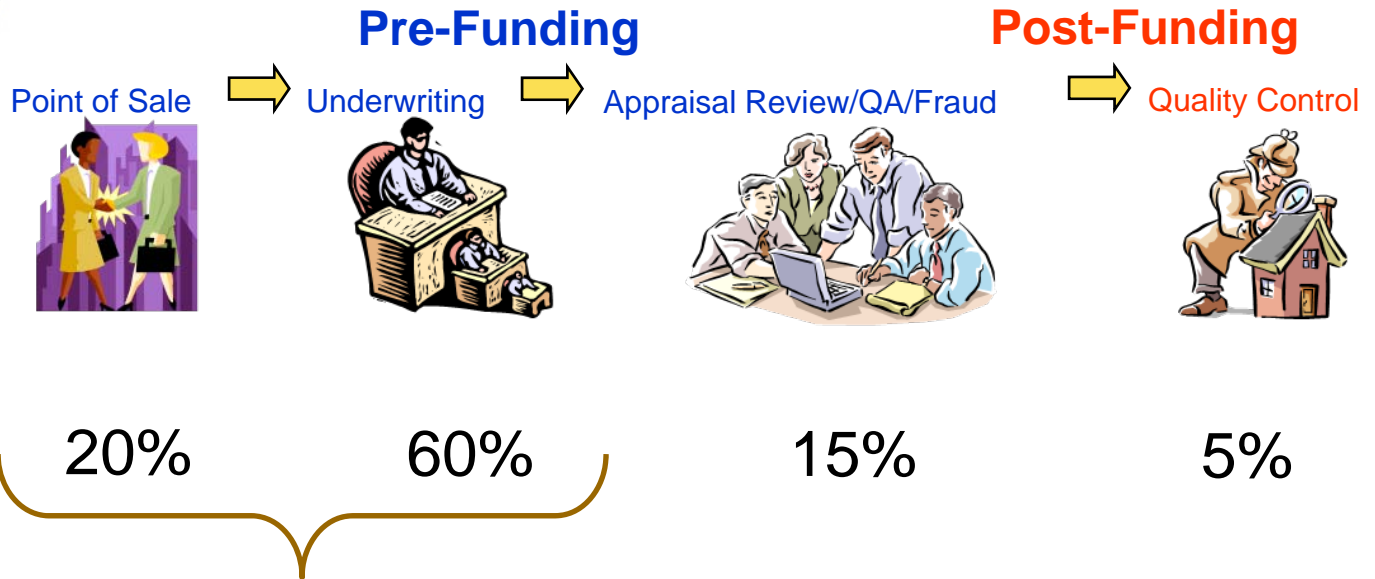 Pre-Funding Post-Funding
Point of Sale Underwriting Appraisal Review/QA/Fraud Quality Control
20% 60% 15% 5%